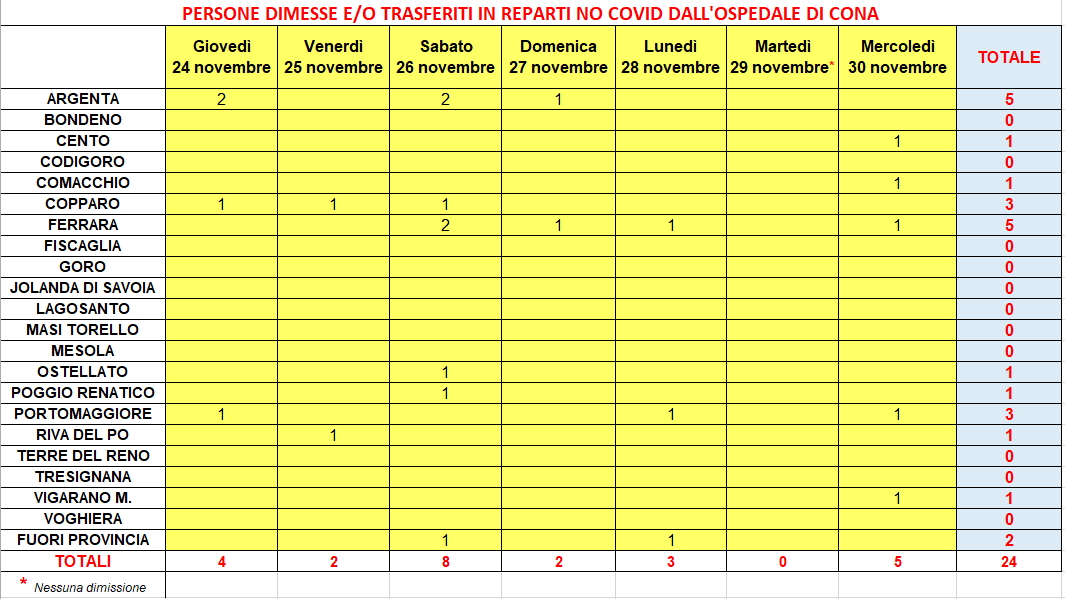 PERSONE DIMESSE E/O TRASFERITI IN REPARTI NO COVID DALL'OSPEDALE DI CONA
Giovedì Venerdì Sabato Domenica Lunedì Martedì Mercoledì
24 novembre 25 novembre 26 novembre 27 novembre 28 novembre 29 novembre* 30 novembre TOTALE
ARGENTA 2 2 1 5
BONDENO 0
CENTO 1 1
CODIGORO 0
COMACCHIO 1 1
COPPARO 1 1 1 3
FERRARA 2 1 1 1 5
FISCAGLIA 0
GORO 0
JOLANDA DI SAVOIA 0
LAGOSANTO 0
MASI TORELLO 0
MESOLA 0
OSTELLATO 1 1
POGGIO RENATICO 1 1
PORTOMAGGIORE 1 1 1 3
RIVA DEL PO 1 1
TERRE DEL RENO 0
TRESIGNANA 0
VIGARANO M. 1 1
VOGHIERA 0
FUORI PROVINCIA 1 1 2
TOTALI 4 2 8 2 3 0 5 24
* Nessuna dimissione